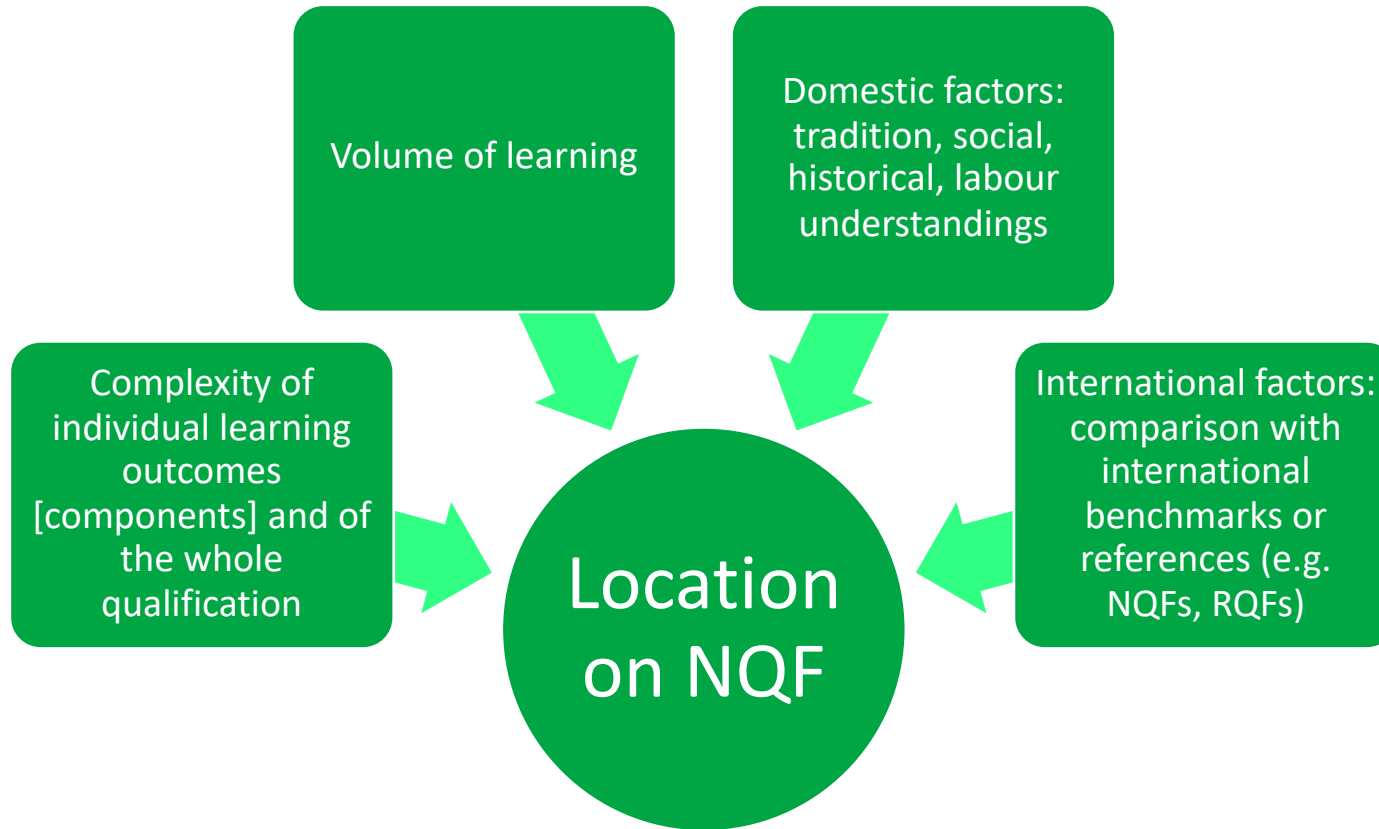 Volume of learning
Domestic factors:
tradition, social,
historical, labour
understandings
Complexity of
individual learning
outcomes
[components] and of
the whole
qualification
International factors:
comparison with
international
benchmarks or
references (e.g.
NQFs, RQFs)
Location
on NQF